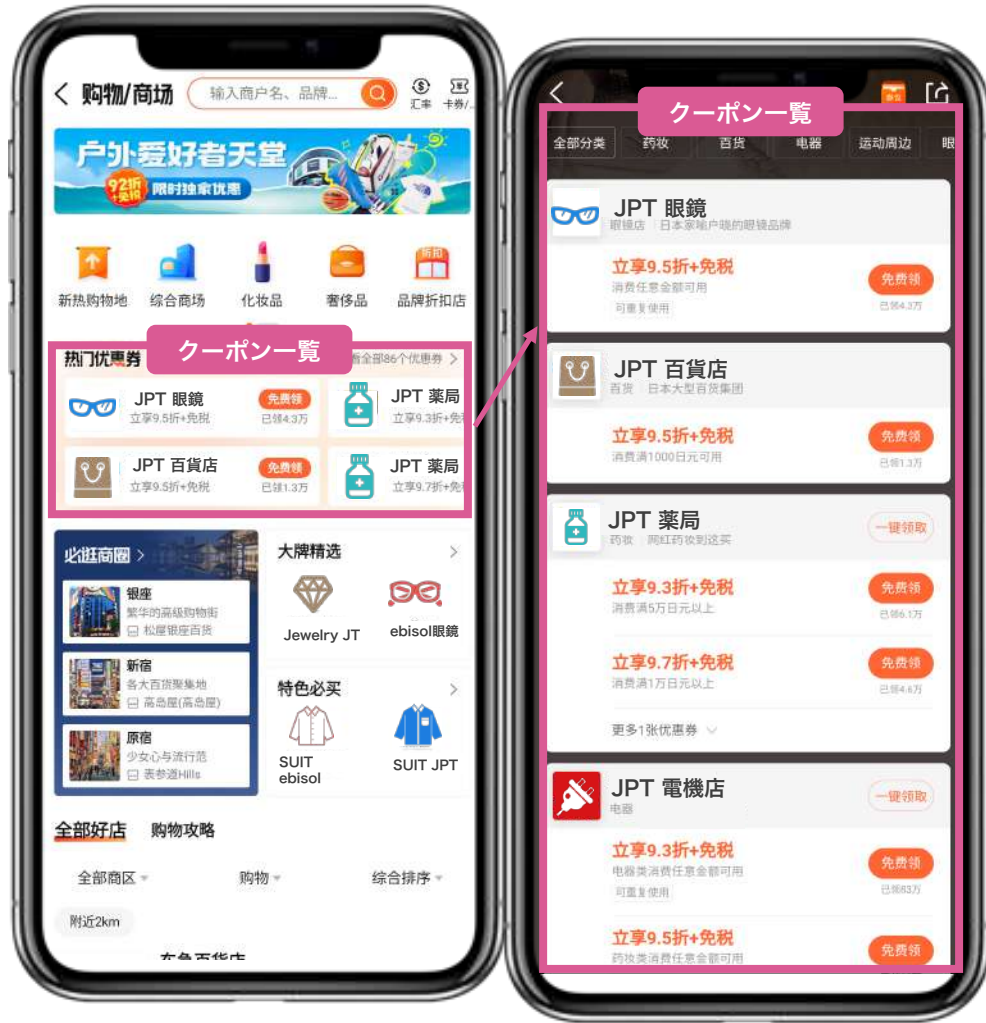 购物/商场
输入商户名、品牌...
汇率
卡券/...
户外爱好者天堂
92折
+免税
限时独家优惠
新热购物地
综合商场
化妆品
奢侈品
折扣
品牌折扣店
クーポン一覧
热门优惠券
看全部86个优惠券 >
JPT 眼鏡
立享9.5折+免税
免费领
已领4.3万
JPT 薬局
立享9.3折+免
JPT 百貨店
立享9.5折+免税
免费领
已领1.3万
JPT 薬局
立享9.7折+免
必逛商圈 >
银座
繁华的高级购物街
松屋银座百货
新宿
各大百货聚集地
高岛屋(高岛屋)
原宿
少女心与流行范
表参道Hills
大牌精选 >
Jewelry JT
ebisol眼鏡
特色必买 >
SUIT
ebisol
SUIT JPT
全部好店
购物攻略
全部商区
购物
综合排序
附近2km
クーポン一覧
全部分类
药妆
百货
电器
运动周边
眼
JPT 眼鏡
眼镜店 日本家喻户晓的眼镜品牌
立享9.5折+免税
消费任意金额可用
可重复使用
免费领
已领4.3万
JPT 百貨店
百货 日本大型百货集团
立享9.5折+免税
消费满1000日元可用
免费领
已领1.3万
JPT 薬局
药妆 网红药妆到这买
一键领取
立享9.3折+免税
消费满5万日元以上
免费领
已领6.1万
立享9.7折+免税
消费满1万日元以上
免费领
已领4.6万
更多1张优惠券
JPT 電機店
电器
一键领取
立享9.3折+免税
电器类消费任意金额可用
可重复使用
免费领
已领83万
立享9.5折+免税
药妆类消费任意金额可用
免费领